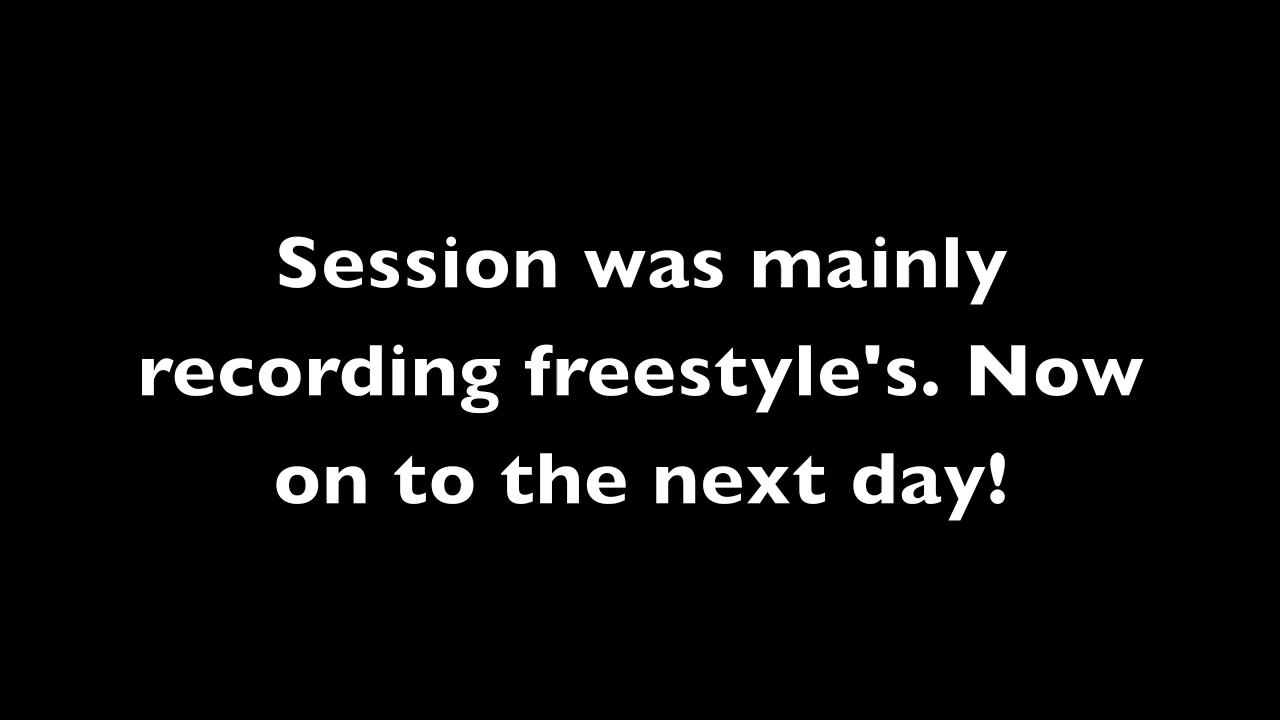 Session was mainly
recording freestyle's. Now
on to the next day!